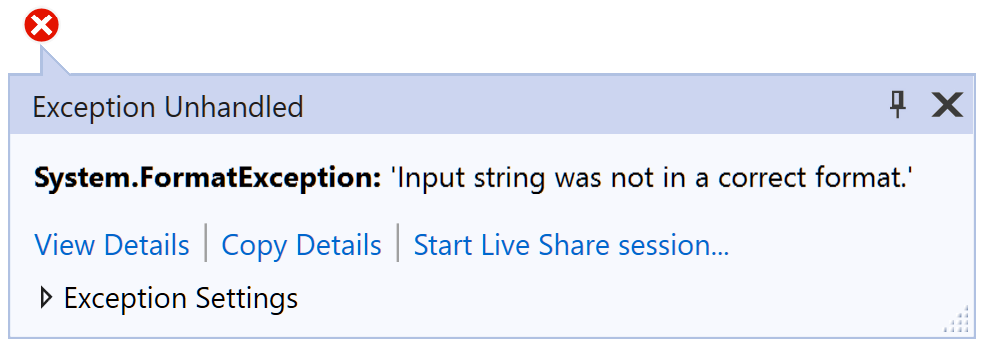 Exception Unhandled
System.FormatException: 'Input string was not in a correct format.'
View Details | Copy Details | Start Live Share session...
Exception Settings